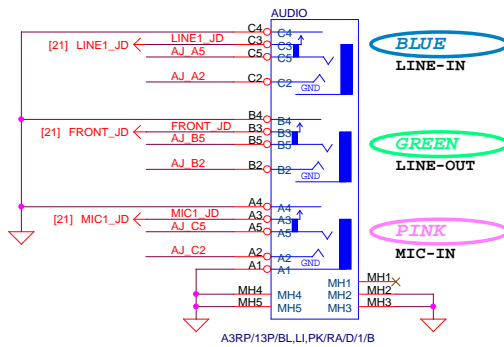 AUDIO
C4 C4
[21] LINE1_JD LINE1_JD C3 C3
AJ_A5 C5 C5
AJ_A2 C2 C2
GND
BLUE
LINE-IN
B4 B4
[21] FRONT_JD FRONT_JD B3 B3
AJ_B5 B5 B5
AJ_B2 B2 B2
GND
GREEN
LINE-OUT
A4 A4
[21] MIC1_JD MIC1_JD A3 A3
AJ_C5 A5 A5
AJ_C2 A2 A2
A1 A1
GND
PINK
MIC-IN
MH1 MH1
MH4 MH4 MH2 MH2
MH5 MH5 MH3 MH3
A3RP/13P/BL,LI,PK/RA/D/1/B